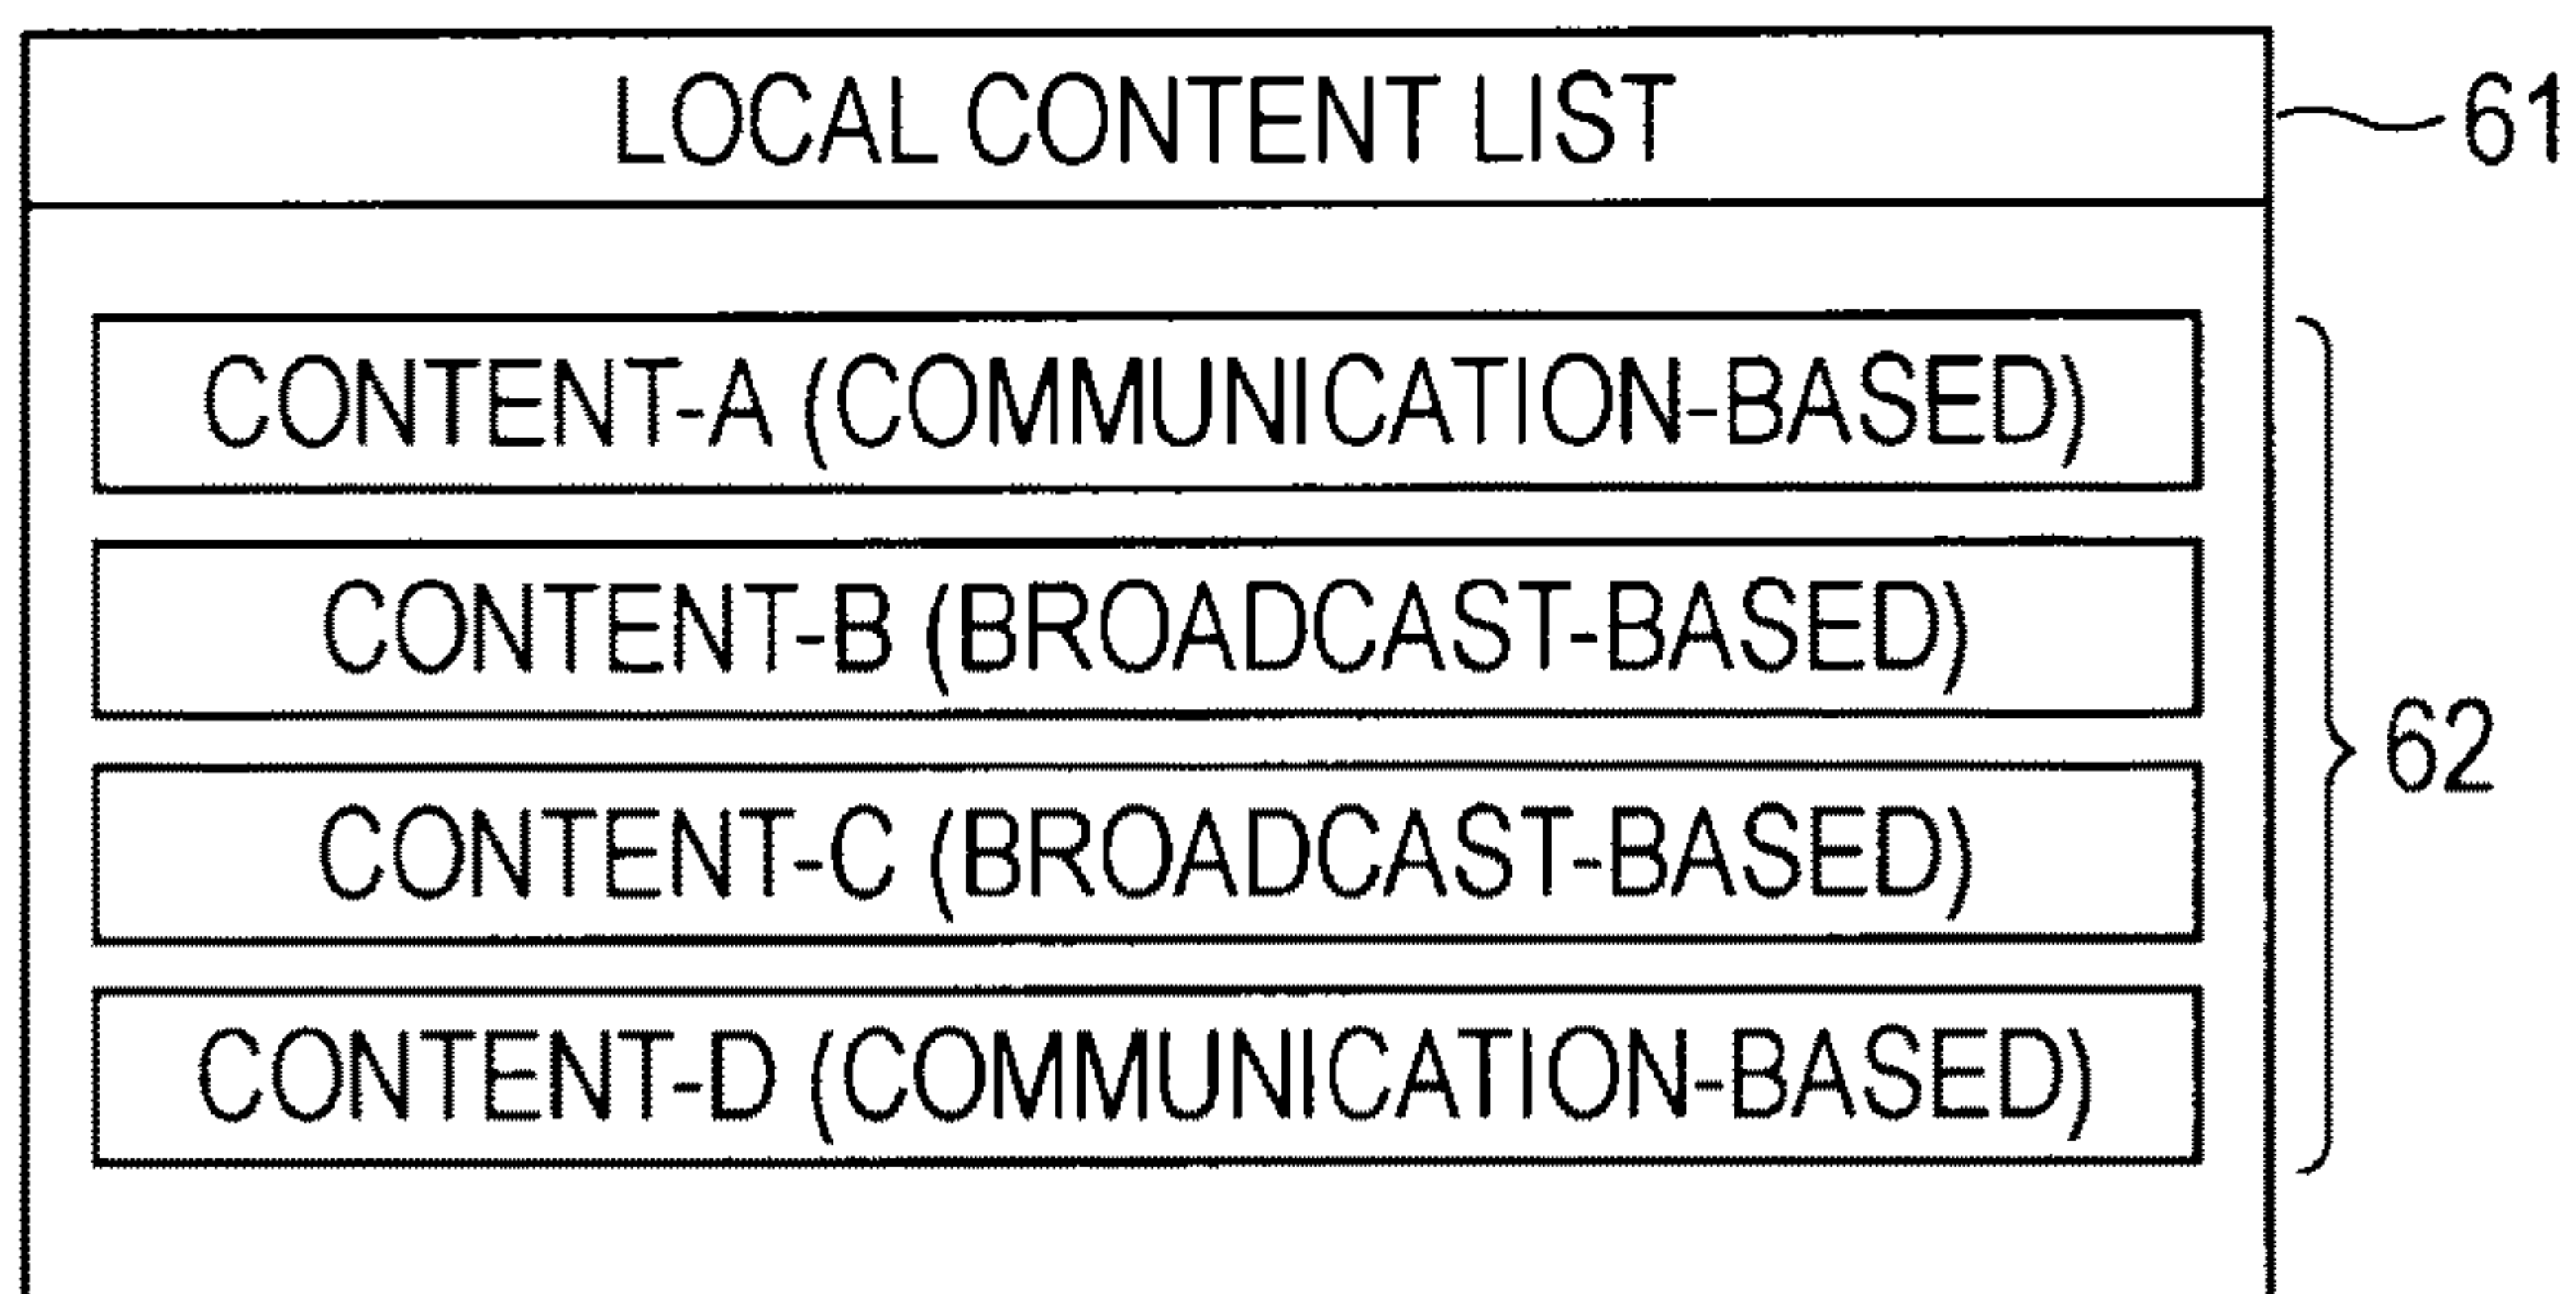 LOCAL CONTENT LIST
61
CONTENT-A (COMMUNICATION-BASED)
CONTENT-B (BROADCAST-BASED)
62
CONTENT-C (BROADCAST-BASED)
CONTENT-D (COMMUNICATION-BASED)